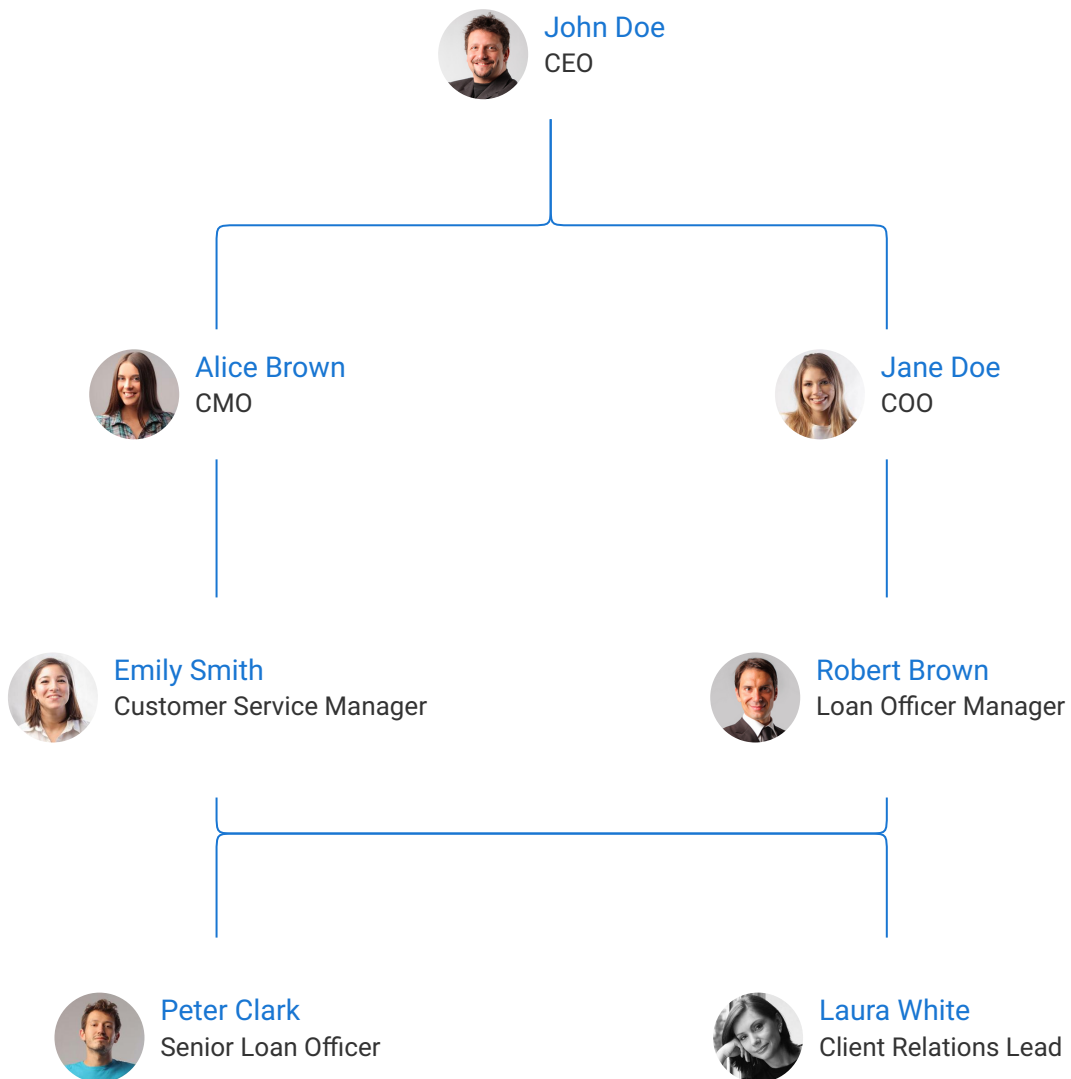 John Doe
CEO
Alice Brown
CMO
Jane Doe
COO
Emily Smith
Customer Service Manager
Robert Brown
Loan Officer Manager
Peter Clark
Senior Loan Officer
Laura White
Client Relations Lead